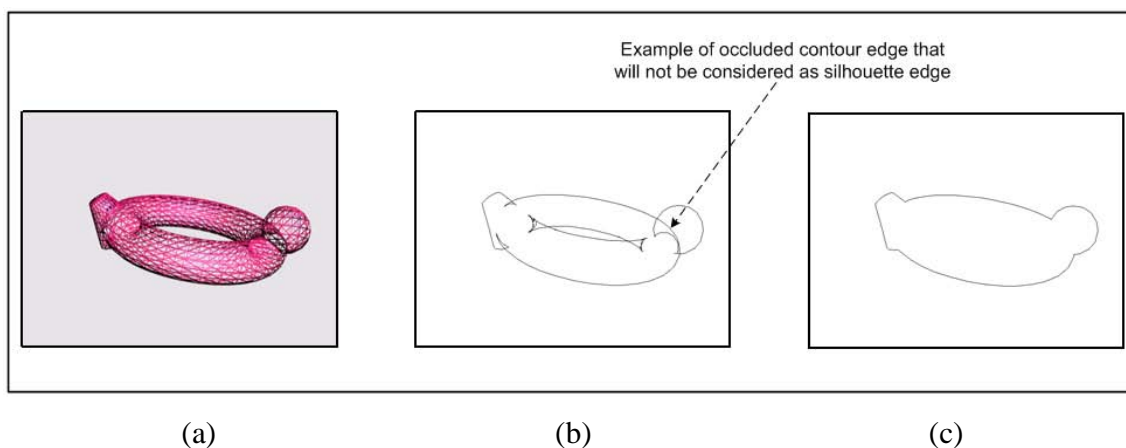 Example of occluded contour edge that
will not be considered as silhouette edge
(a) (b) (c)